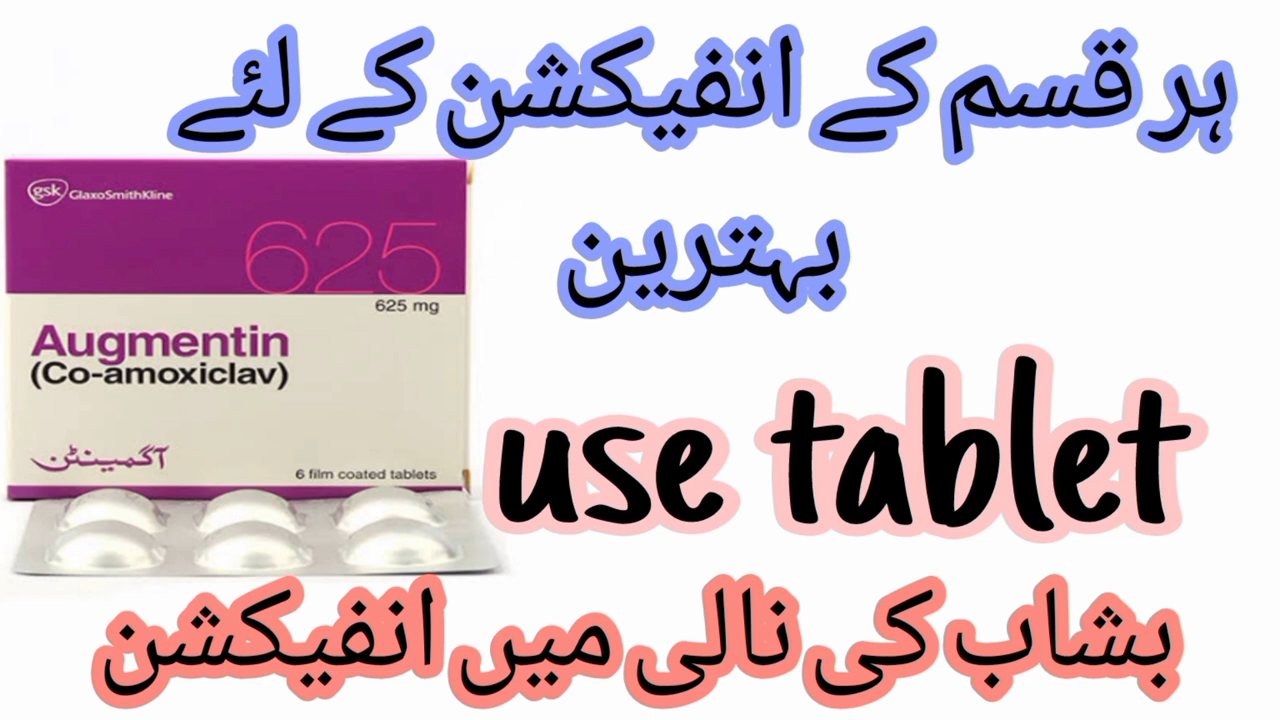 ہر قسم کے انفیکشن کے لئے
بہترین
gsk GlaxoSmithKline
625
625 mg
Augmentin
(Co-amoxiclav)
آگمینٹن
6 film coated tablets
use tablet
بشاب کی نالی میں انفیکشن